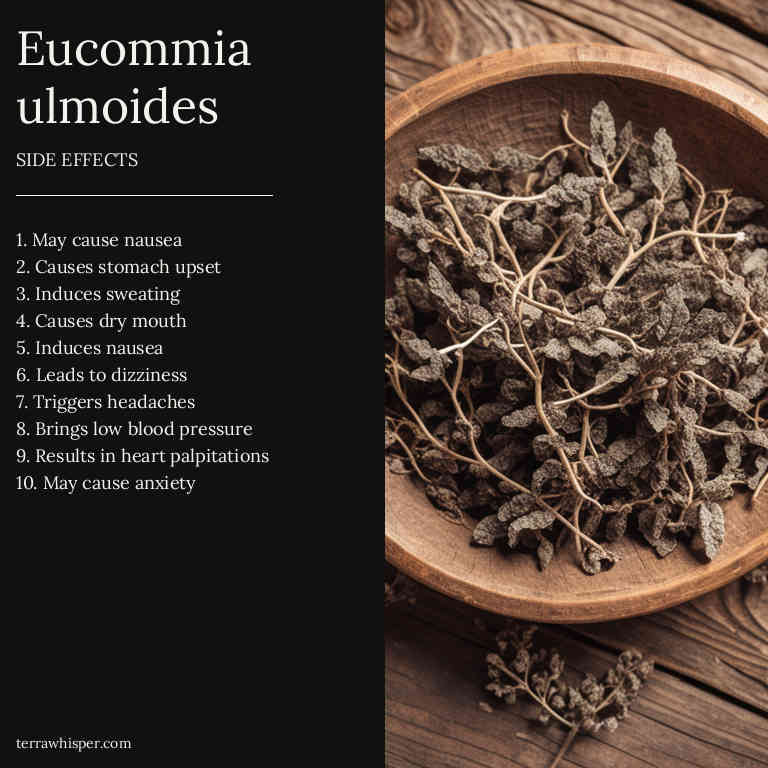 Eucommia
ulmoides
SIDE EFFECTS
1. May cause nausea
2. Causes stomach upset
3. Induces sweating
4. Causes dry mouth
5. Induces nausea
6. Leads to dizziness
7. Triggers headaches
8. Brings low blood pressure
9. Results in heart palpitations
10. May cause anxiety
terrawhisper.com